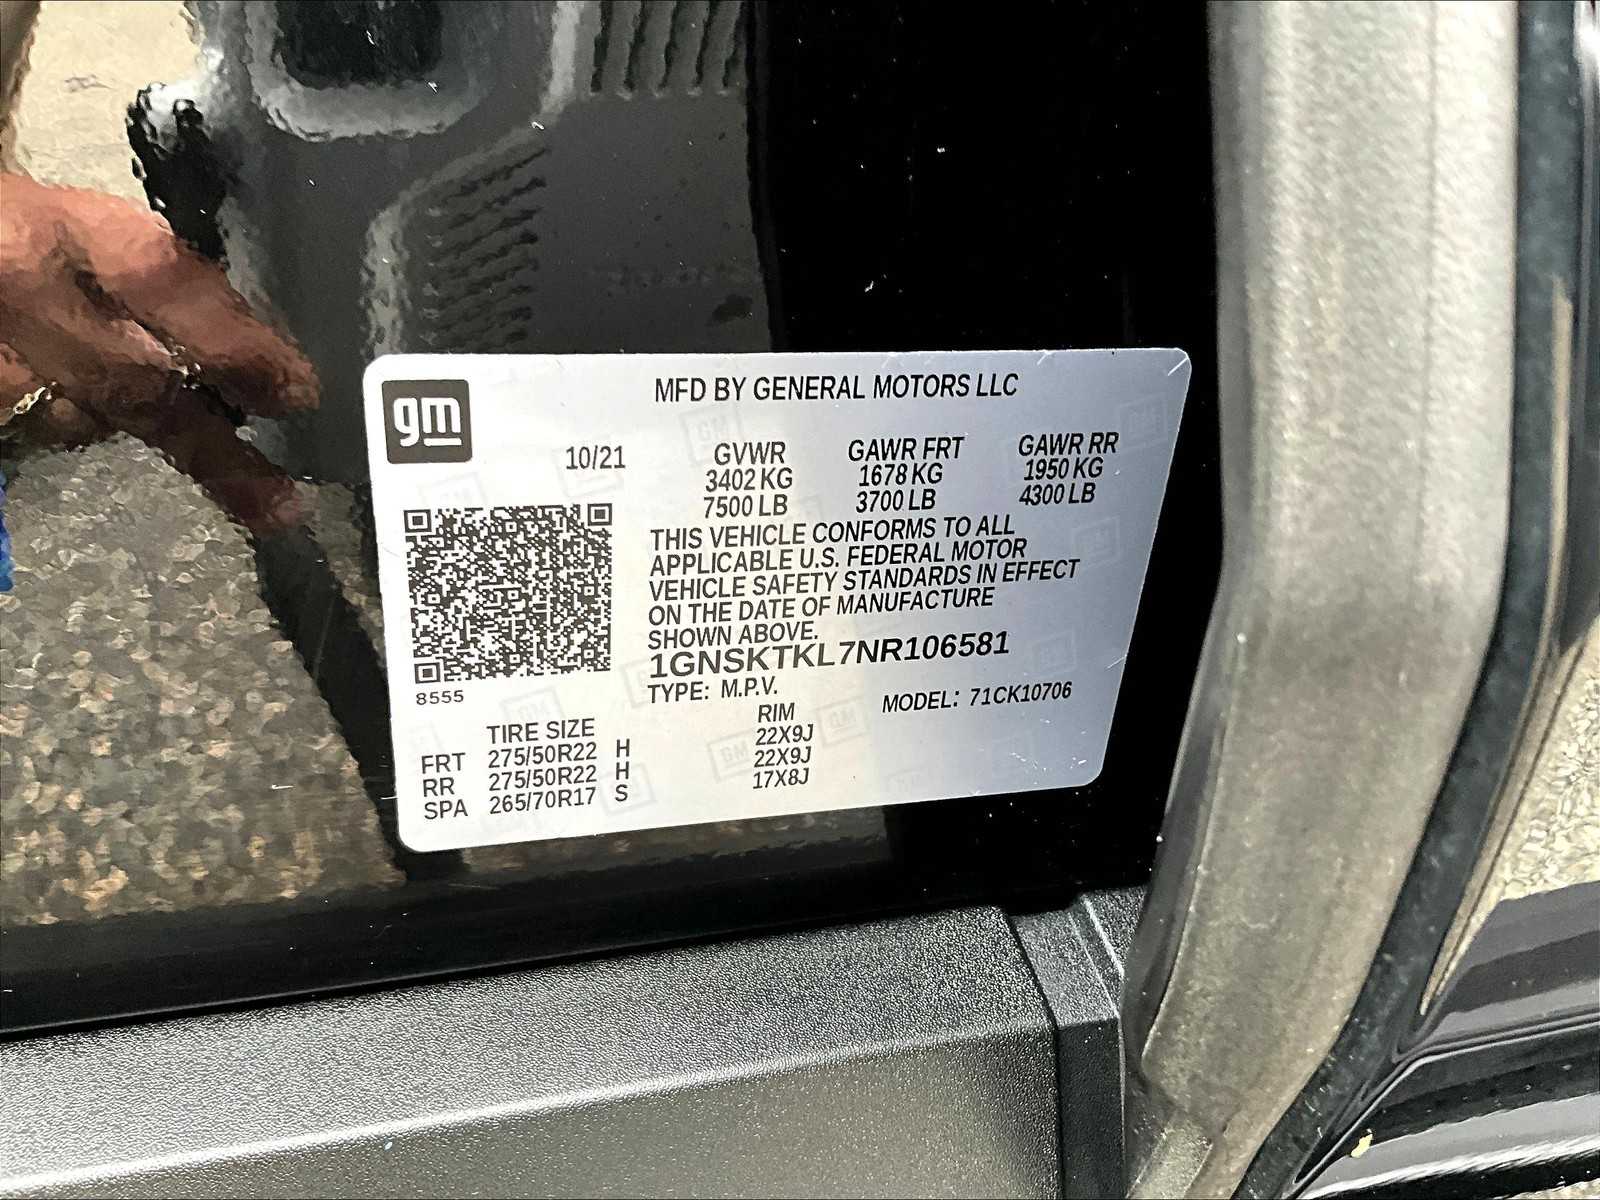 gm
MFD BY GENERAL MOTORS LLC
10/21 GVWR GAWR FRT GAWR RR
3402 KG 1678 KG 1950 KG
7500 LB 3700 LB 4300 LB
THIS VEHICLE CONFORMS TO ALL
APPLICABLE U.S. FEDERAL MOTOR
VEHICLE SAFETY STANDARDS IN EFFECT
ON THE DATE OF MANUFACTURE
SHOWN ABOVE.
1GNSKTKL7NR106581
8555
TYPE: M.P.V. MODEL: 71CK10706
TIRE SIZE RIM
FRT 275/50R22 H 22X9J
RR 275/50R22 H 22X9J
SPA 265/70R17 S 17X8J